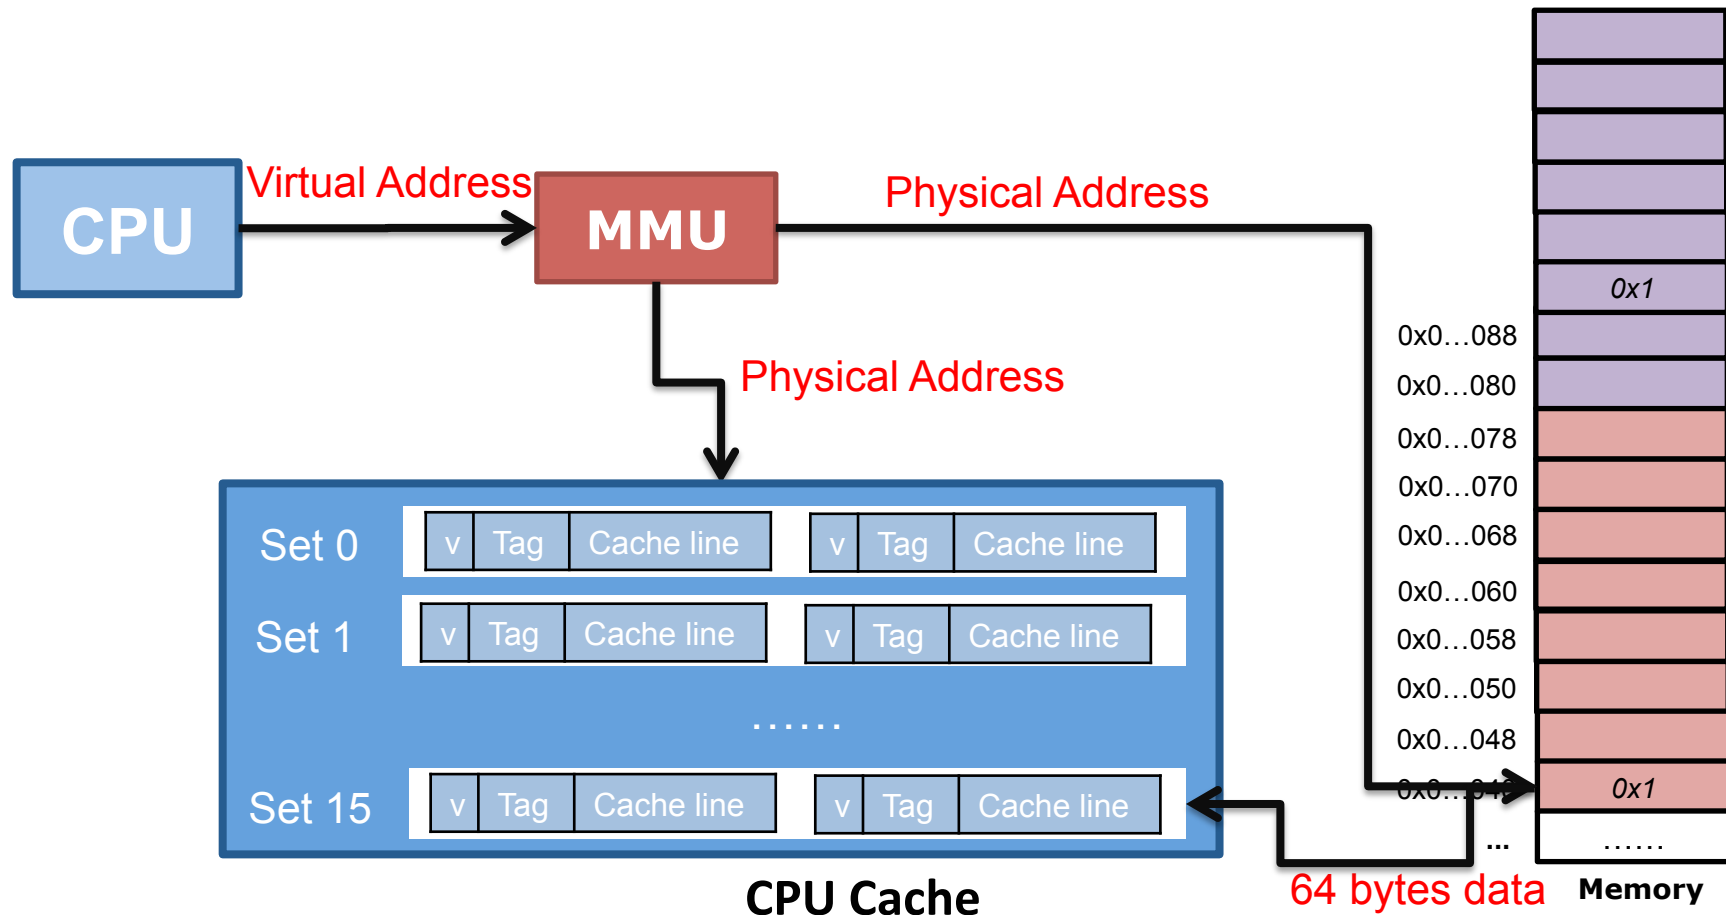 CPU
Virtual Address
MMU
Physical Address
Physical Address
Set 0
v Tag Cache line
v Tag Cache line
Set 1
v Tag Cache line
v Tag Cache line
......
Set 15
v Tag Cache line
v Tag Cache line
CPU Cache
64 bytes data
0x1
0x0…088
0x0…080
0x0…078
0x0…070
0x0…068
0x0…060
0x0…058
0x0…050
0x0…048
0x0…040
0x1
...
......
Memory